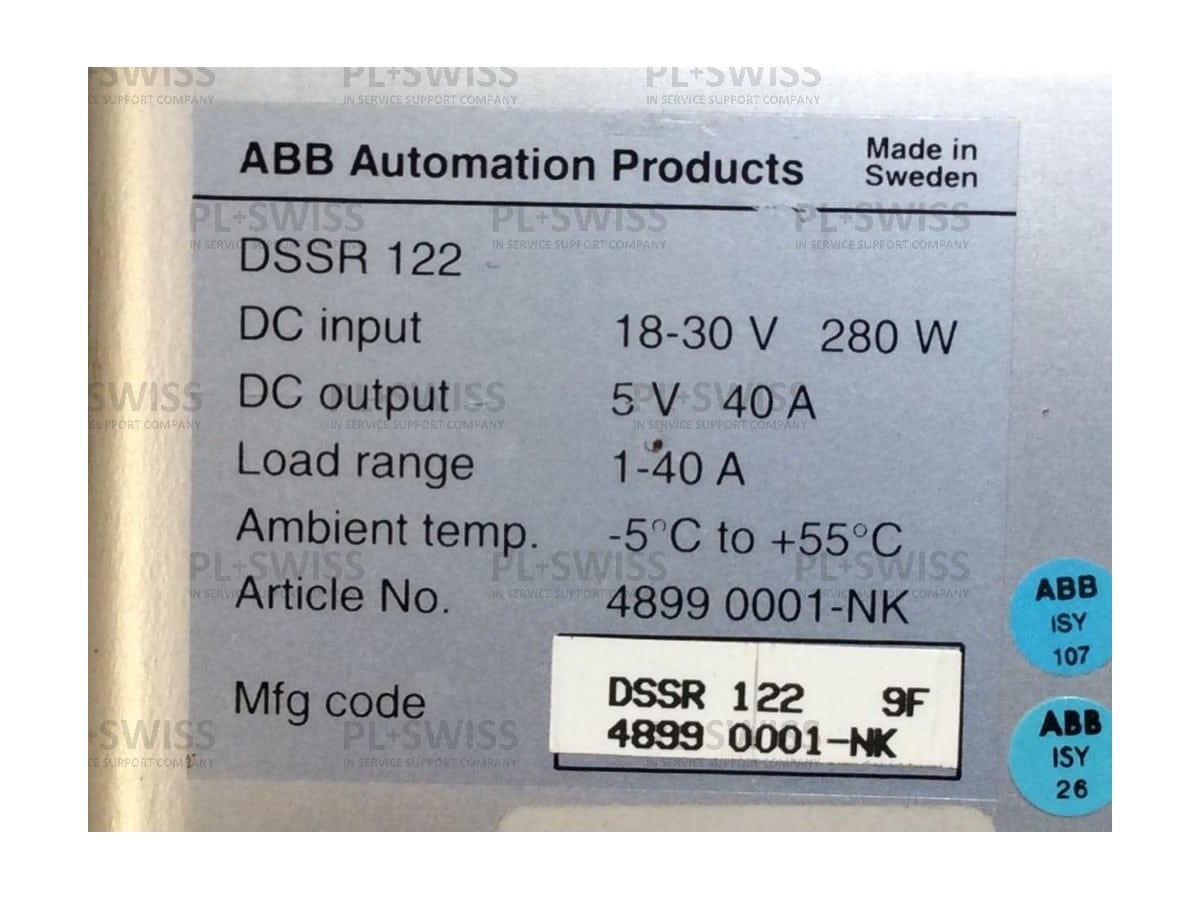 ABB Automation Products
Made in
Sweden
DSSR 122
DC input 18-30 V 280 W
DC output 5 V 40 A
Load range 1-40 A
Ambient temp. -5°C to +55°C
Article No. 4899 0001-NK
Mfg code
DSSR 122 9F
4899 0001-NK
ABB
ISY
107
ABB
ISY
26
PL+SWISS
IN SERVICE SUPPORT COMPANY